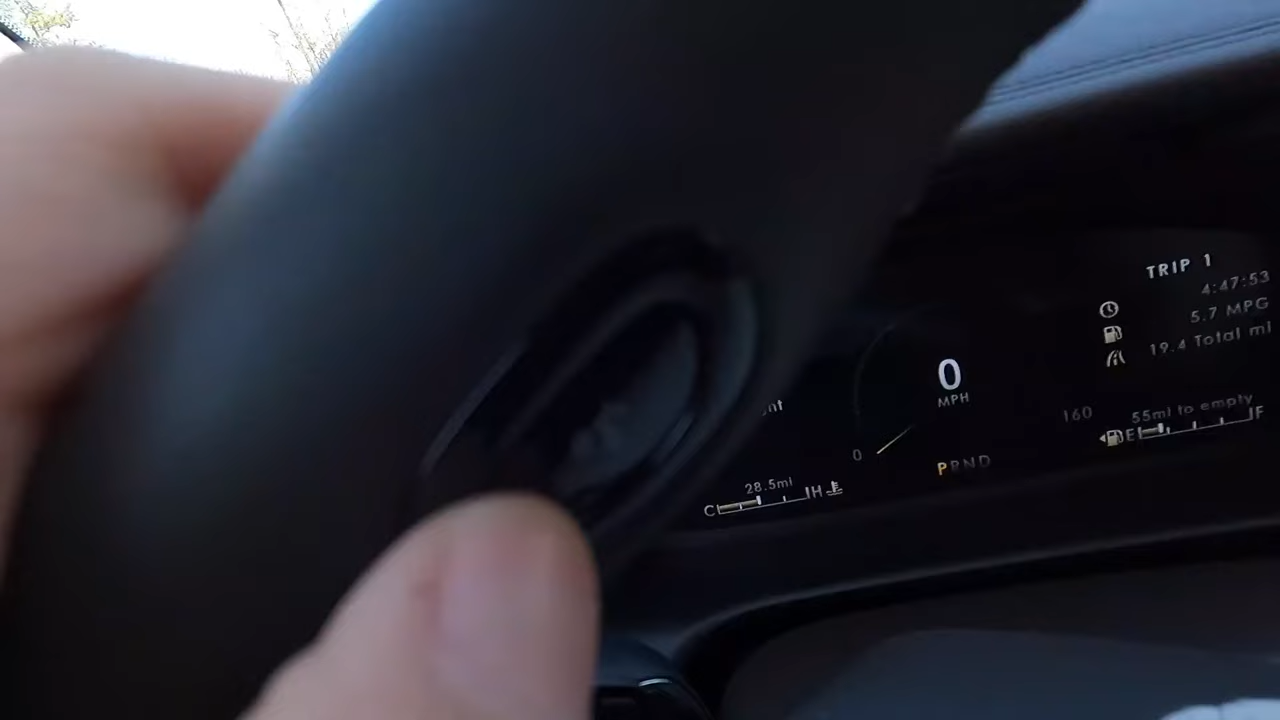 TRIP 1
4:47:53
5.7 MPG
19.4 Total mi
0
MPH
0
160
55mi to empty
E F
PRND
28.5mi
C H